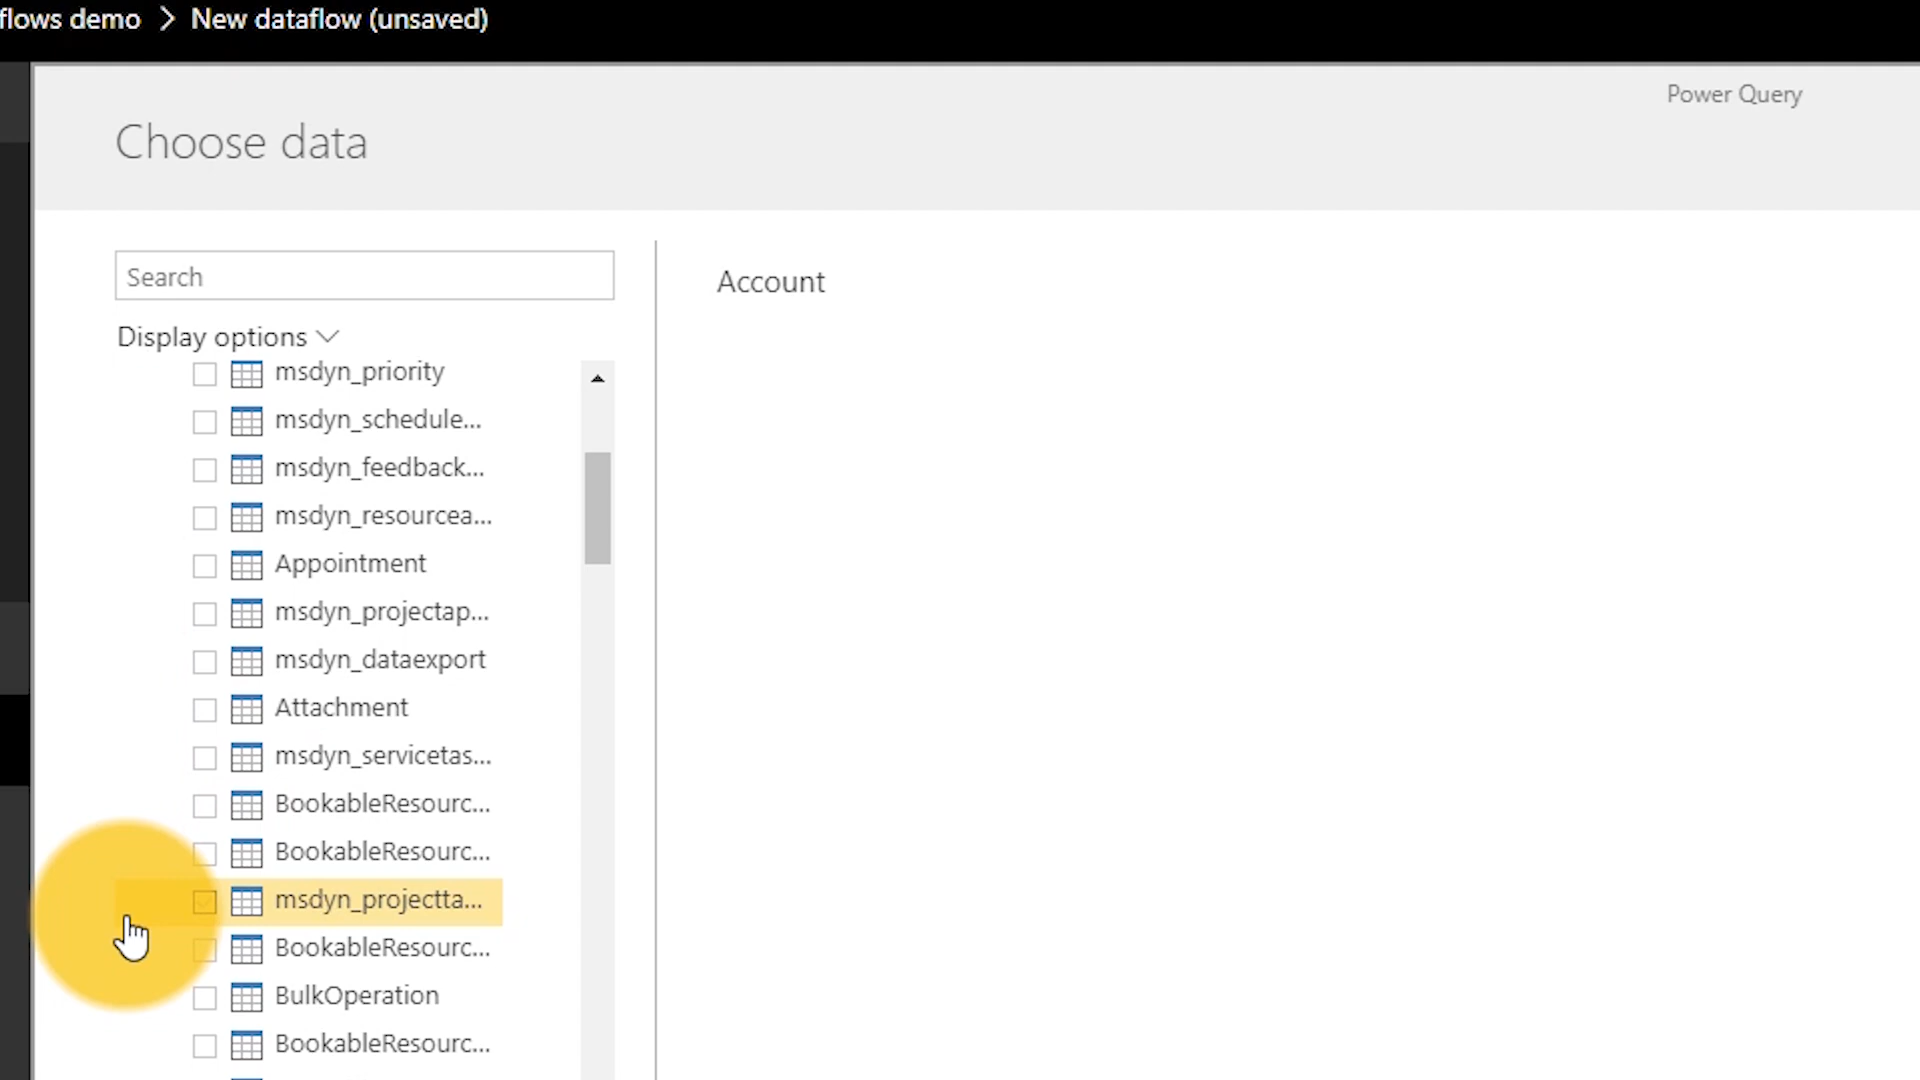 flows demo > New dataflow (unsaved)
Power Query
Choose data
Search
Account
Display options
msdyn_priority
msdyn_schedule...
msdyn_feedback...
msdyn_resourcea...
Appointment
msdyn_projectap...
msdyn_dataexport
Attachment
msdyn_servicetas...
BookableResourc...
BookableResourc...
msdyn_projectta...
BookableResourc...
BulkOperation
BookableResourc...